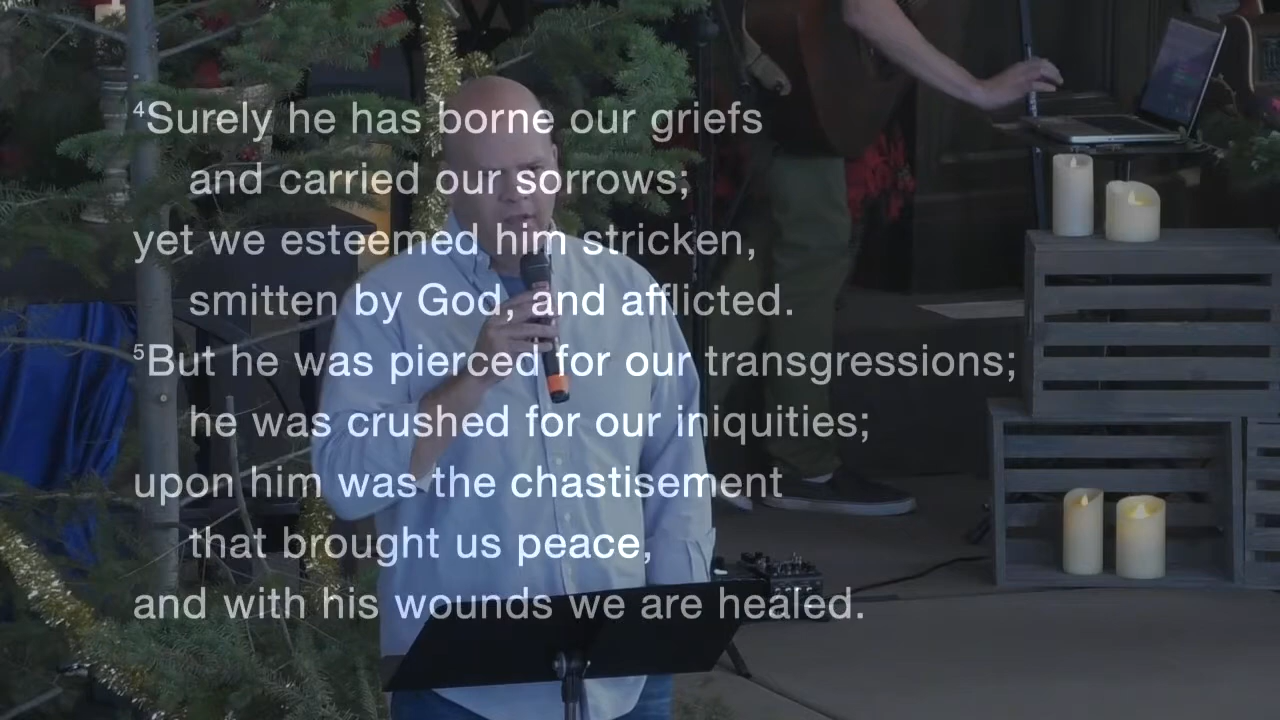 ⁴Surely he has borne our griefs
and carried our sorrows;
yet we esteemed him stricken,
smitten by God, and afflicted.
⁵But he was pierced for our transgressions;
he was crushed for our iniquities;
upon him was the chastisement
that brought us peace,
and with his wounds we are healed.